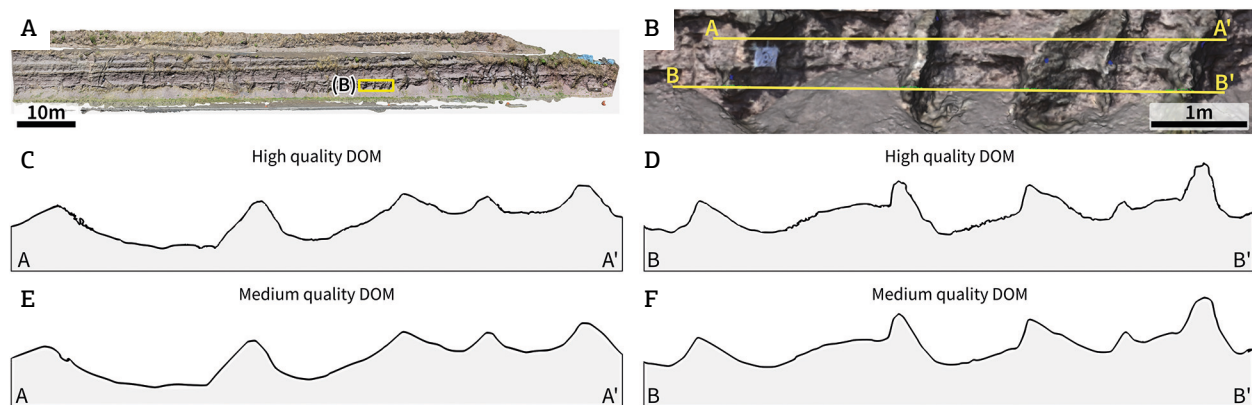 A
(B)
10m
B
A
A'
B
B'
1m
C
High quality DOM
A
A'
D
High quality DOM
B
B'
E
Medium quality DOM
A
A'
F
Medium quality DOM
B
B'